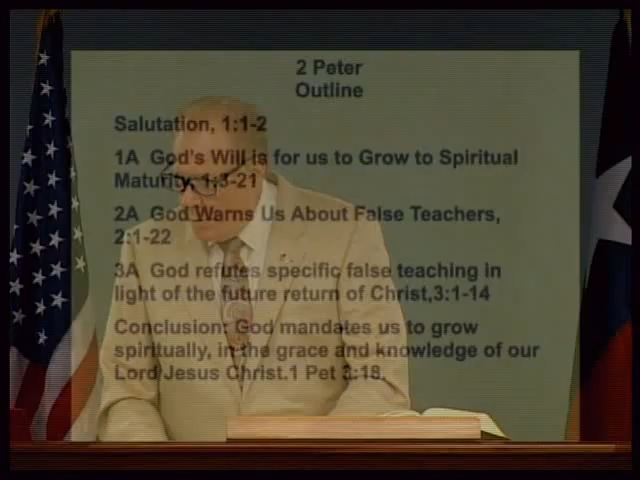 2 Peter
Outline
Salutation, 1:1-2
1A God's Will is for us to Grow to Spiritual
Maturity, 1:3-21
2A God Warns Us About False Teachers,
2:1-22
3A God refutes specific false teaching in
light of the future return of Christ,3:1-14
Conclusion: God mandates us to grow
spiritually, in the grace and knowledge of our
Lord Jesus Christ.1 Pet 3:18.